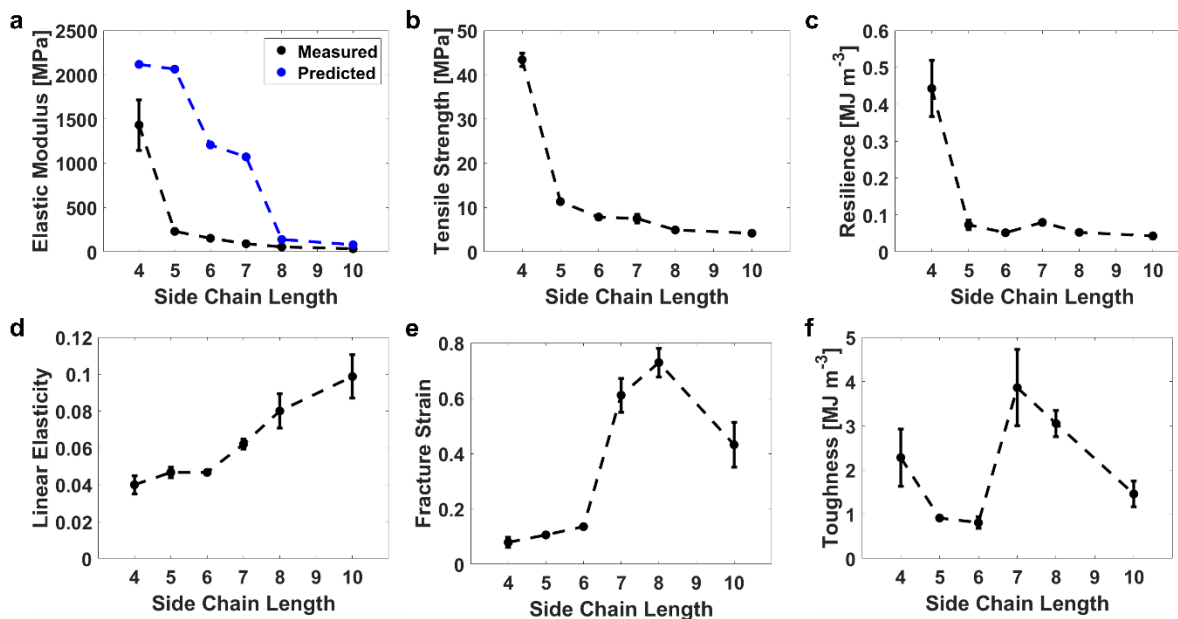 a
Elastic Modulus [MPa]
2500
2000
1500
1000
500
0
Measured
Predicted
4 5 6 7 8 9 10
Side Chain Length
b
Tensile Strength [MPa]
50
40
30
20
10
0
4 5 6 7 8 9 10
Side Chain Length
c
Resilience [MJ m⁻³]
0.6
0.5
0.4
0.3
0.2
0.1
0
4 5 6 7 8 9 10
Side Chain Length
d
Linear Elasticity
0.12
0.1
0.08
0.06
0.04
0.02
0
4 5 6 7 8 9 10
Side Chain Length
e
Fracture Strain
0.8
0.6
0.4
0.2
0
4 5 6 7 8 9 10
Side Chain Length
f
Toughness [MJ m⁻³]
5
4
3
2
1
0
4 5 6 7 8 9 10
Side Chain Length